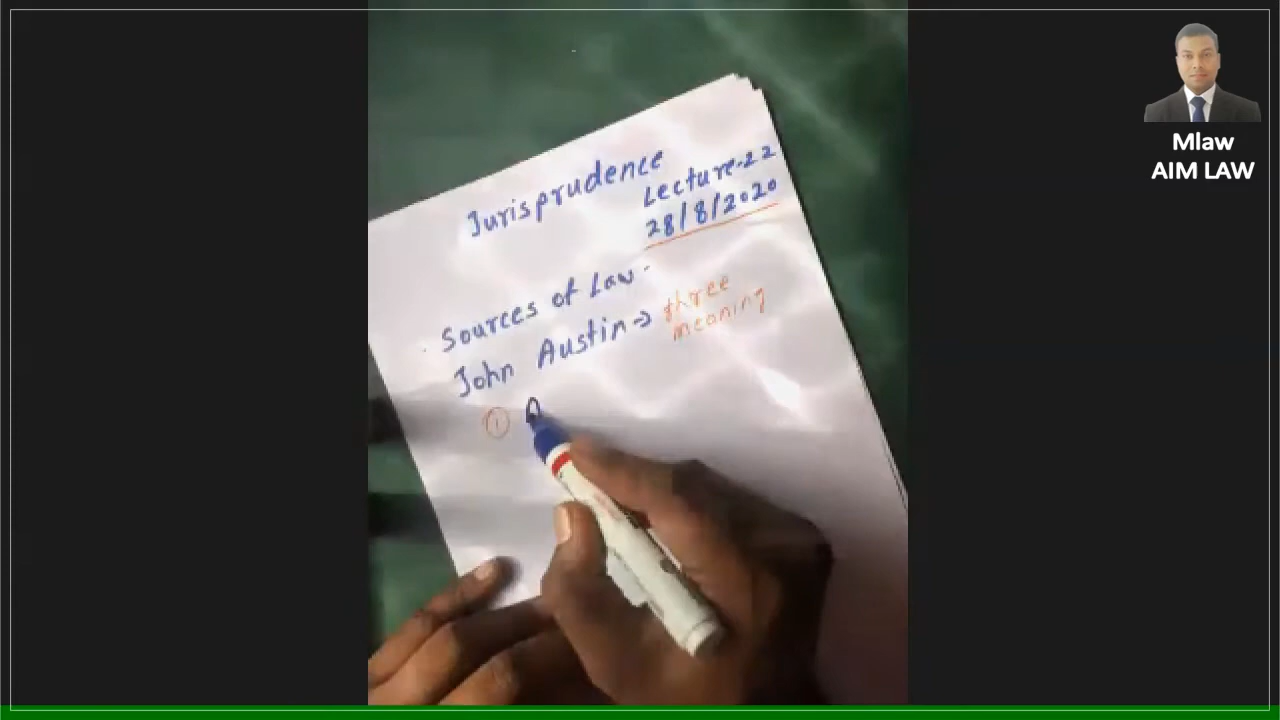 Jurisprudence
Lecture-22
28/8/2020
Sources of Law-
John Austin→ three
meaning
①
Mlaw
AIM LAW